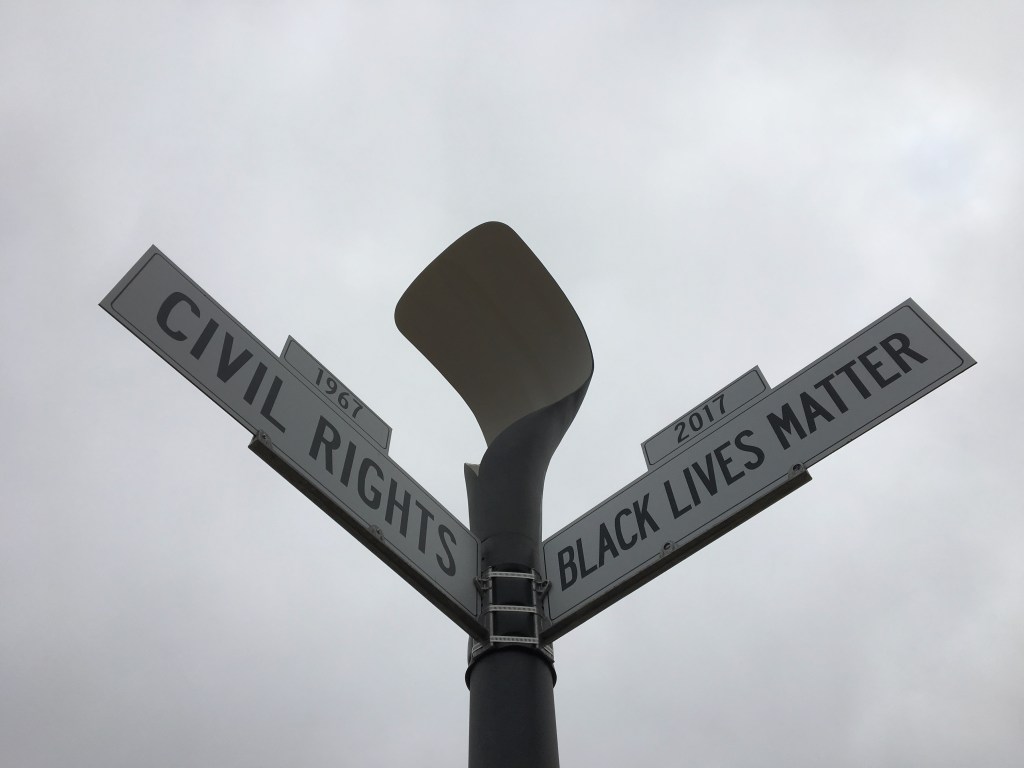 1967
CIVIL RIGHTS
2017
BLACK LIVES MATTER